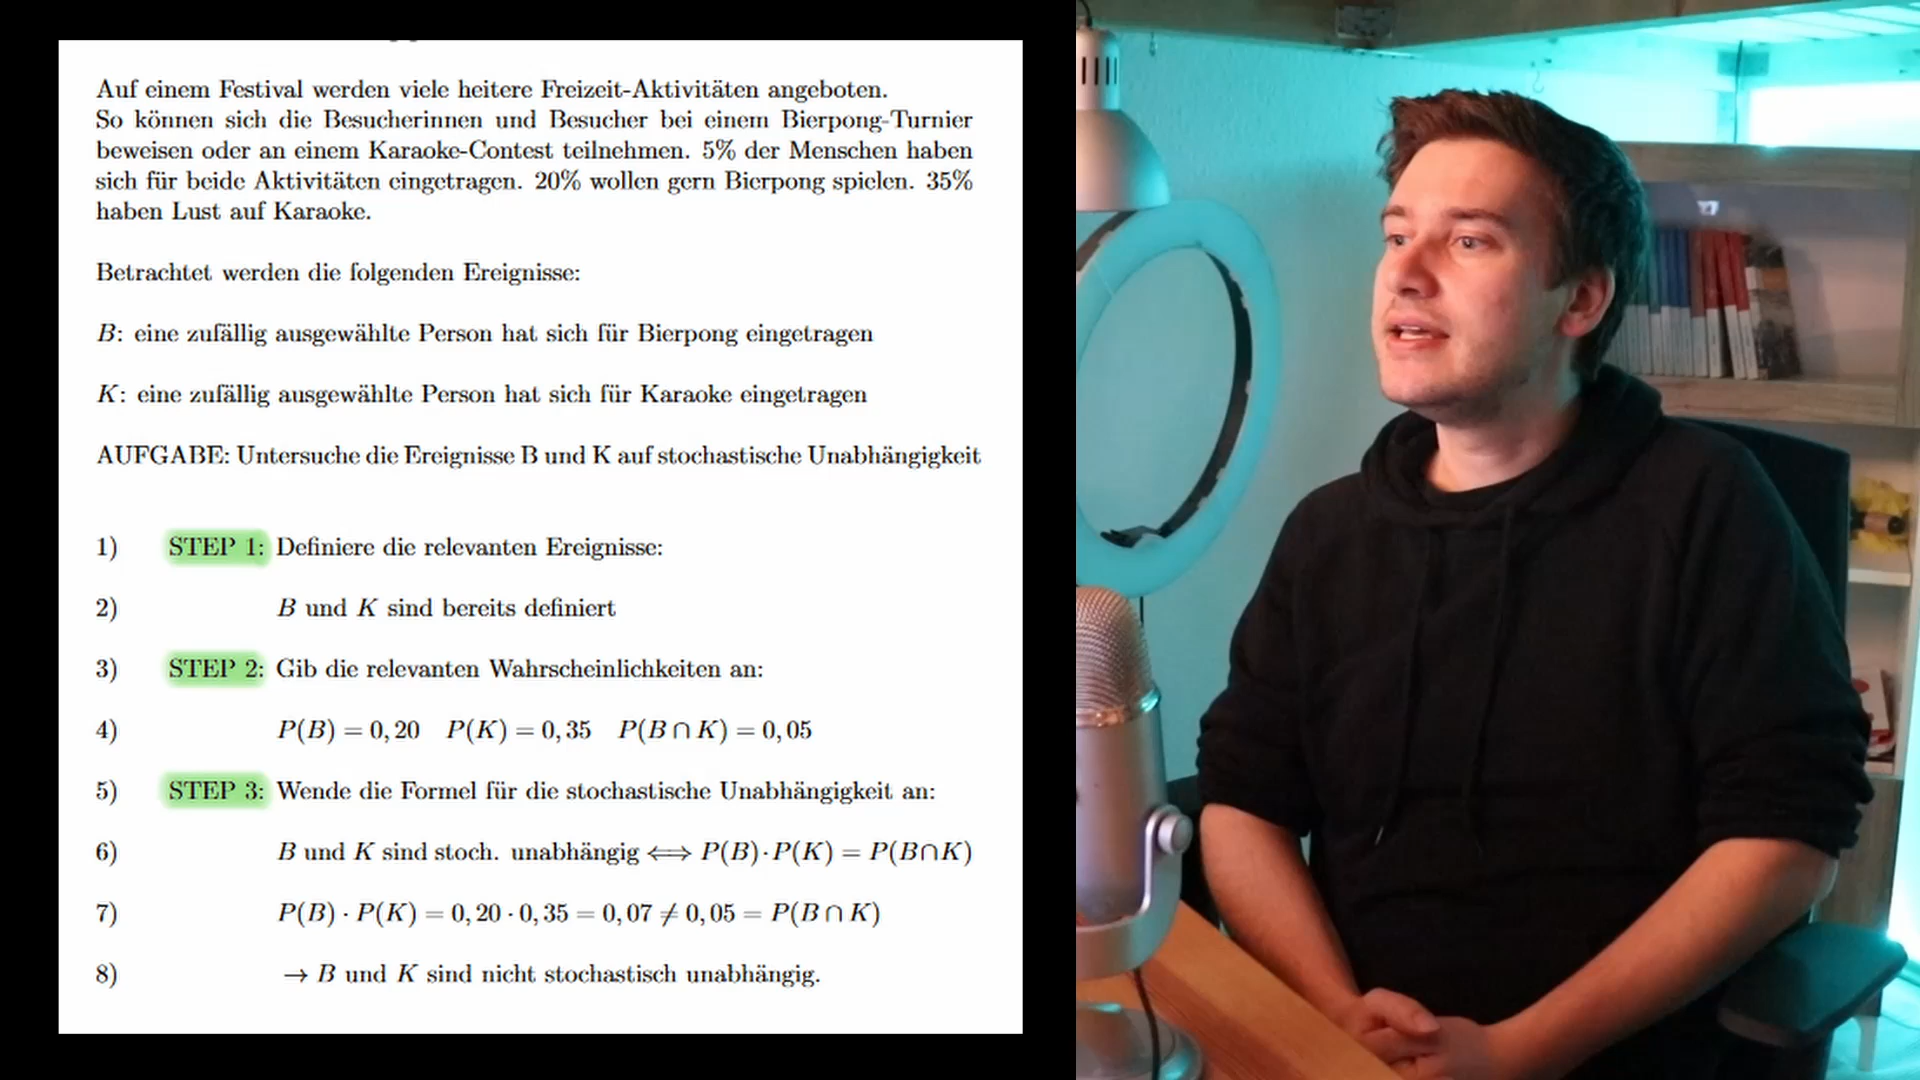 Auf einem Festival werden viele heitere Freizeit-Aktivitäten angeboten.
So können sich die Besucherinnen und Besucher bei einem Bierpong-Turnier
beweisen oder an einem Karaoke-Contest teilnehmen. 5% der Menschen haben
sich für beide Aktivitäten eingetragen. 20% wollen gern Bierpong spielen. 35%
haben Lust auf Karaoke.
Betrachtet werden die folgenden Ereignisse:
B: eine zufällig ausgewählte Person hat sich für Bierpong eingetragen
K: eine zufällig ausgewählte Person hat sich für Karaoke eingetragen
AUFGABE: Untersuche die Ereignisse B und K auf stochastische Unabhängigkeit
1) STEP 1: Definiere die relevanten Ereignisse:
2) B und K sind bereits definiert
3) STEP 2: Gib die relevanten Wahrscheinlichkeiten an:
4) P(B) = 0,20 P(K) = 0,35 P(B ∩ K) = 0,05
5) STEP 3: Wende die Formel für die stochastische Unabhängigkeit an:
6) B und K sind stoch. unabhängig ⟺ P(B)·P(K) = P(B∩K)
7) P(B) · P(K) = 0,20 · 0,35 = 0,07 ≠ 0,05 = P(B ∩ K)
8) → B und K sind nicht stochastisch unabhängig.